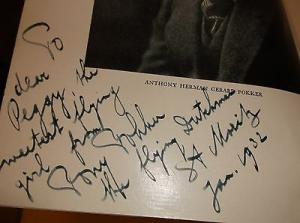 ANTHONY HERMAN GERARD FOKKER
To
dear
Peggy the
sweetest flying
girl from
Tony Fokker
the flying Dutchman
St Moritz
Jan. 1932